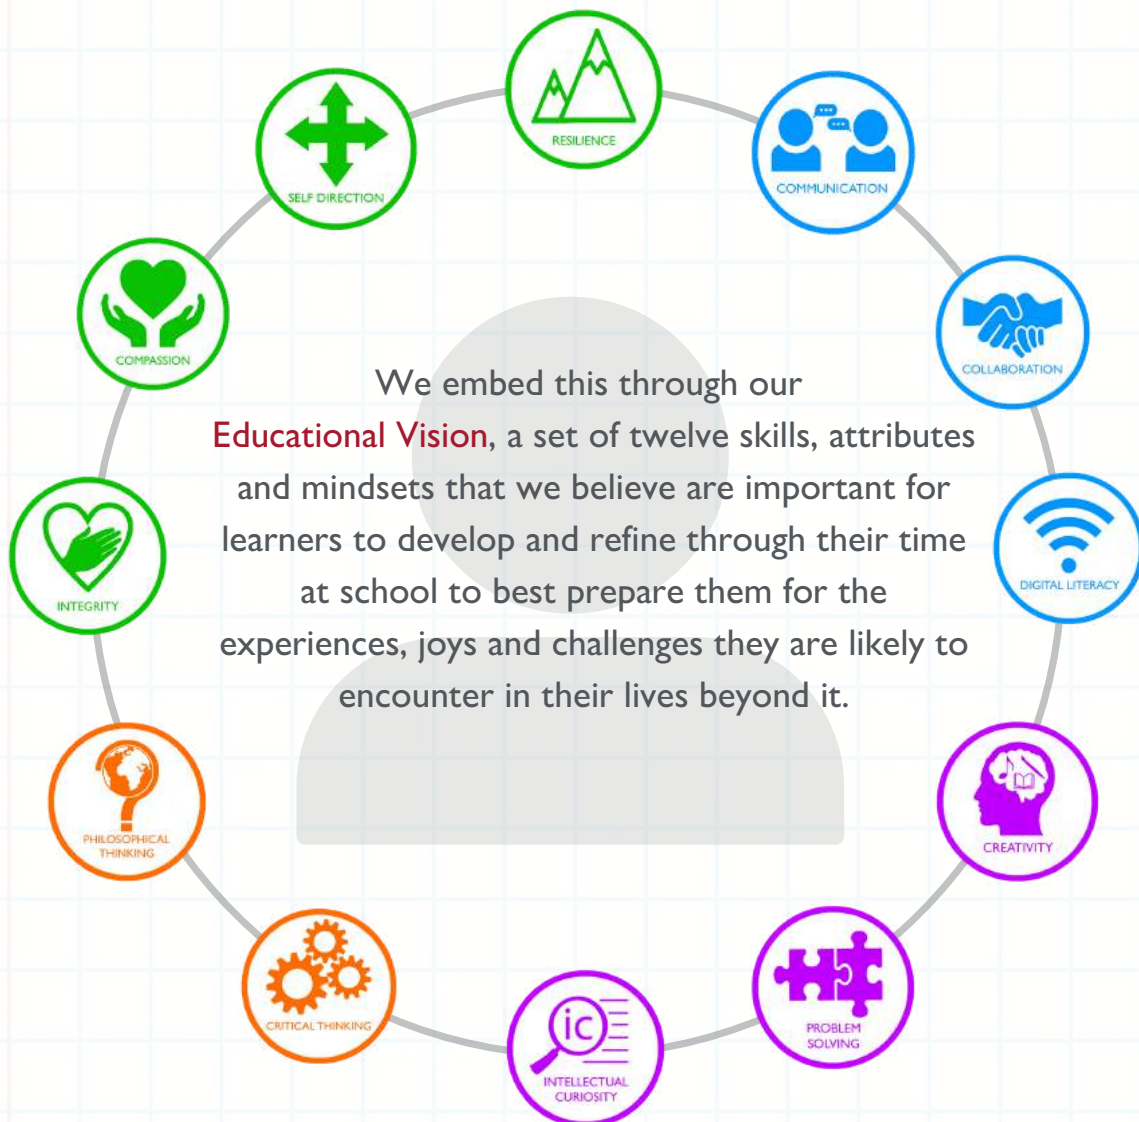 RESILIENCE
SELF DIRECTION
COMMUNICATION
COMPASSION
COLLABORATION
We embed this through our
Educational Vision, a set of twelve skills, attributes
and mindsets that we believe are important for
learners to develop and refine through their time
at school to best prepare them for the
experiences, joys and challenges they are likely to
encounter in their lives beyond it.
INTEGRITY
DIGITAL LITERACY
PHILOSOPHICAL
THINKING
CREATIVITY
CRITICAL THINKING
PROBLEM
SOLVING
ic
INTELLECTUAL
CURIOSITY